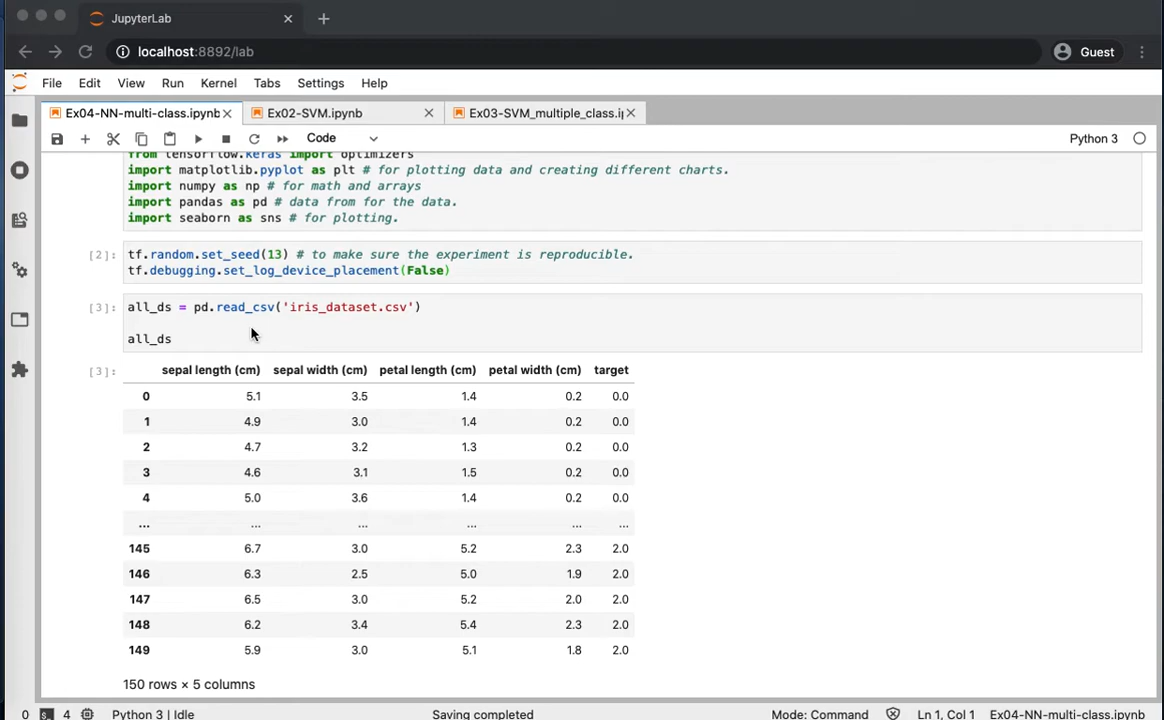 JupyterLab
localhost:8892/lab
Guest
File Edit View Run Kernel Tabs Settings Help
Ex04-NN-multi-class.ipynb Ex02-SVM.ipynb Ex03-SVM_multiple_class.i
Code Python 3
from tensorflow.keras import optimizers
import matplotlib.pyplot as plt # for plotting data and creating different charts.
import numpy as np # for math and arrays
import pandas as pd # data from for the data.
import seaborn as sns # for plotting.
[2]: tf.random.set_seed(13) # to make sure the experiment is reproducible.
tf.debugging.set_log_device_placement(False)
[3]: all_ds = pd.read_csv('iris_dataset.csv')
all_ds
[3]: sepal length (cm) sepal width (cm) petal length (cm) petal width (cm) target
0 5.1 3.5 1.4 0.2 0.0
1 4.9 3.0 1.4 0.2 0.0
2 4.7 3.2 1.3 0.2 0.0
3 4.6 3.1 1.5 0.2 0.0
4 5.0 3.6 1.4 0.2 0.0
... ... ... ... ... ...
145 6.7 3.0 5.2 2.3 2.0
146 6.3 2.5 5.0 1.9 2.0
147 6.5 3.0 5.2 2.0 2.0
148 6.2 3.4 5.4 2.3 2.0
149 5.9 3.0 5.1 1.8 2.0
150 rows × 5 columns
0 4 Python 3 | Idle Saving completed Mode: Command Ln 1, Col 1 Ex04-NN-multi-class.ipynb